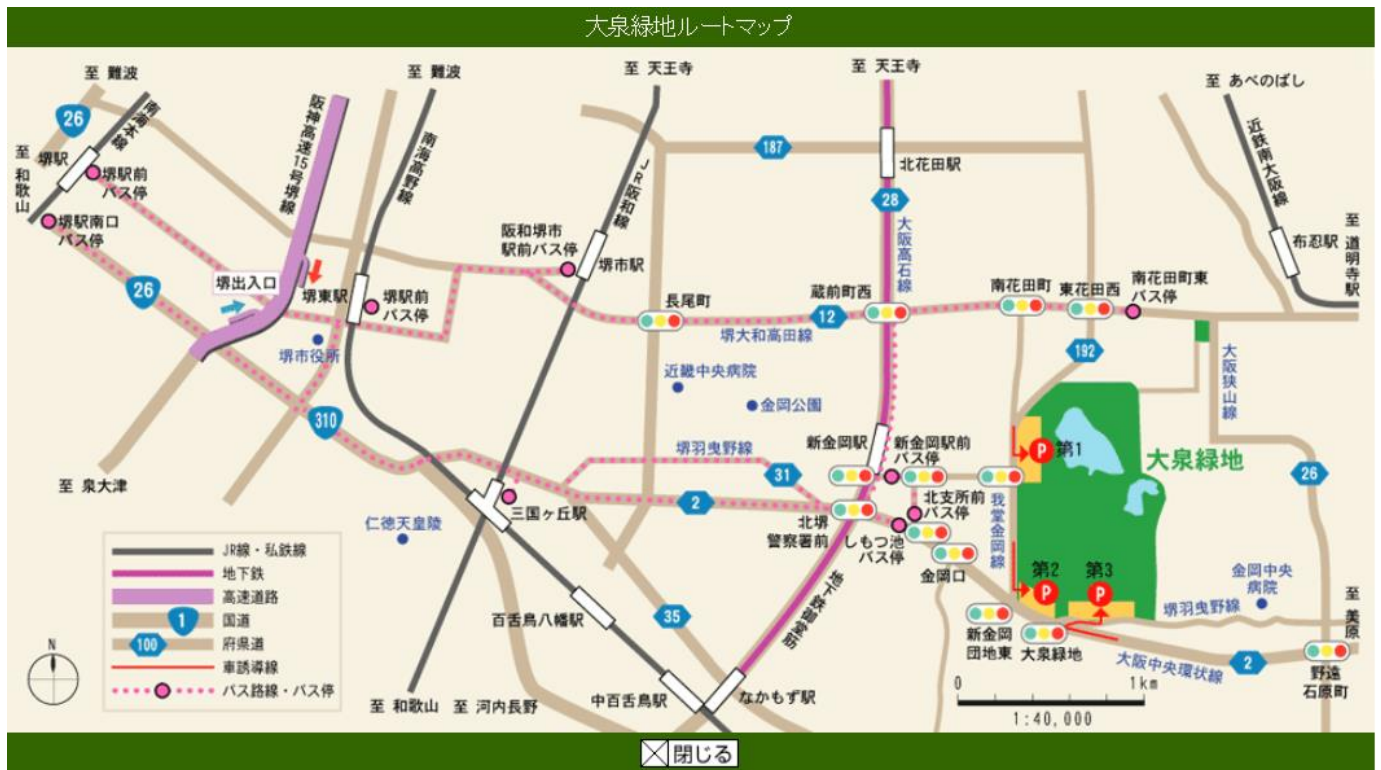 大泉緑地ルートマップ
至 難波
至 難波
至 天王寺
至 天王寺
至 あべのばし
26
南海本線
阪神高速15号堺線
南海高野線
JR阪和線
187
北花田駅
近鉄南大阪線
至 和歌山
堺駅
堺駅前
バス停
堺駅南口
バス停
28
大阪高石線
布忍駅
至 道明寺駅
阪和堺市
駅前バス停
堺市駅
26
堺出入口
堺東駅
堺駅前
バス停
長尾町
蔵前町西
南花田町
東花田西
南花田町東
バス停
12
堺大和高田線
堺市役所
192
大阪狭山線
近畿中央病院
金岡公園
310
新金岡駅
新金岡駅前
バス停
堺羽曳野線
31
P
第1
大泉緑地
26
至 泉大津
2
三国ヶ丘駅
仁徳天皇陵
北堺
警察署前
しもつ池
バス停
北支所前
バス停
金岡口
我堂金岡線
第2
P
第3
P
金岡中央
病院
至 美原
堺羽曳野線
JR線・私鉄線
地下鉄
高速道路
国道
1
府県道
100
車誘導線
バス路線・バス停
N
百舌鳥八幡駅
35
地下鉄御堂筋
新金岡
団地東
大泉緑地
大阪中央環状線
2
野遠
石原町
至 和歌山
至 河内長野
中百舌鳥駅
なかもず駅
0
1km
1:40,000
閉じる